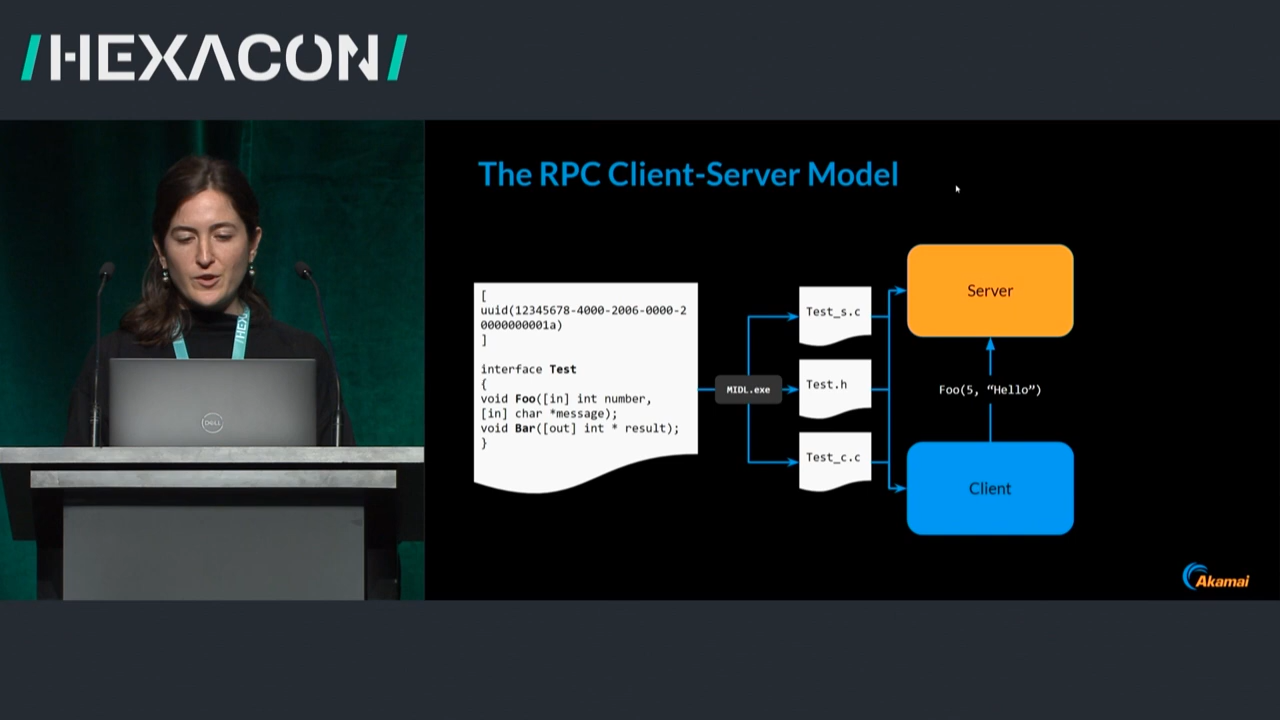 /HEXACON/
The RPC Client-Server Model
[
uuid(12345678-4000-2006-0000-2
0000000001a)
]
interface Test
{
void Foo([in] int number,
[in] char *message);
void Bar([out] int * result);
}
MIDL.exe
Test_s.c
Test.h
Test_c.c
Server
Foo(5, “Hello”)
Client
Akamai
DELL
HEX